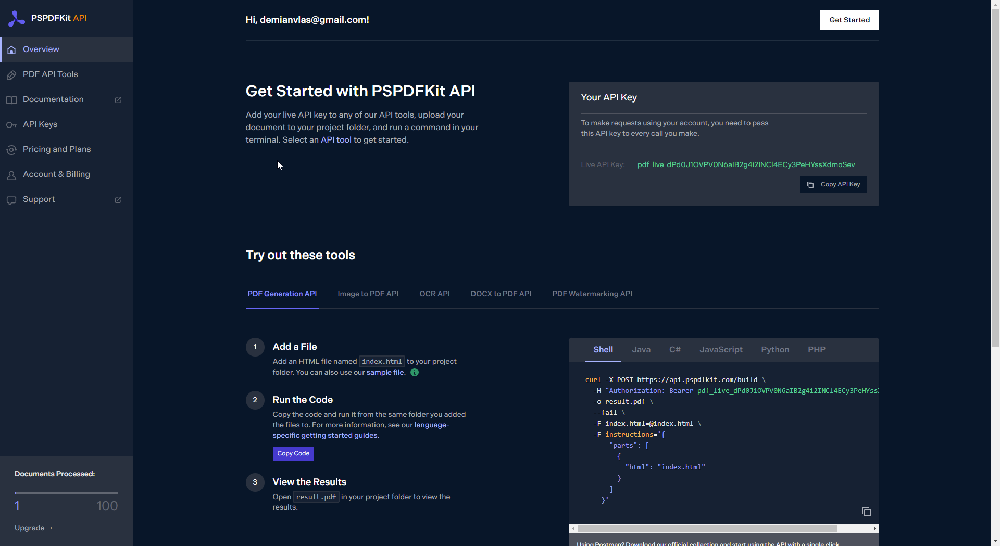 PSPDFKit API
Overview
PDF API Tools
Documentation
API Keys
Pricing and Plans
Account & Billing
Support
Documents Processed:
1 100
Upgrade →
Hi, demianvlas@gmail.com!
Get Started
Get Started with PSPDFKit API
Add your live API key to any of our API tools, upload your
document to your project folder, and run a command in your
terminal. Select an API tool to get started.
Your API Key
To make requests using your account, you need to pass
this API key to every call you make.
Live API Key: pdf_live_dPd0J1OVPV0N6aIB2g4i2INCl4ECy3PeHYssXdmoSev
Copy API Key
Try out these tools
PDF Generation API Image to PDF API OCR API DOCX to PDF API PDF Watermarking API
1 Add a File
Add an HTML file named index.html to your project
folder. You can also use our sample file.
2 Run the Code
Copy the code and run it from the same folder you added
the files to. For more information, see our language-
specific getting started guides.
Copy Code
3 View the Results
Open result.pdf in your project folder to view the
results.
Shell Java C# JavaScript Python PHP
curl -X POST https://api.pspdfkit.com/build \
-H "Authorization: Bearer pdf_live_dPd0J1OVPV0N6aIB2g4i2INCl4ECy3PeHYss
-o result.pdf \
--fail \
-F index.html=@index.html \
-F instructions='{
"parts": [
{
"html": "index.html"
}
]
}'
Using Postman? Download our official collection and start using the API with a single click